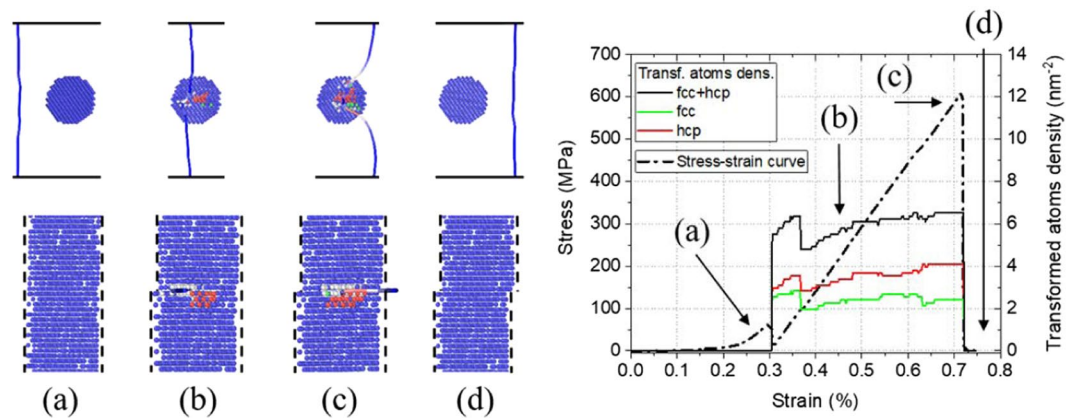 (a) (b) (c) (d)
(d)
700
600
500
400
300
200
100
0
Stress (MPa)
Transf. atoms dens.
fcc+hcp
fcc
hcp
Stress-strain curve
(a)
(b)
(c)
14
12
10
8
6
4
2
0
Transformed atoms density (nm⁻²)
0.0 0.1 0.2 0.3 0.4 0.5 0.6 0.7 0.8
Strain (%)